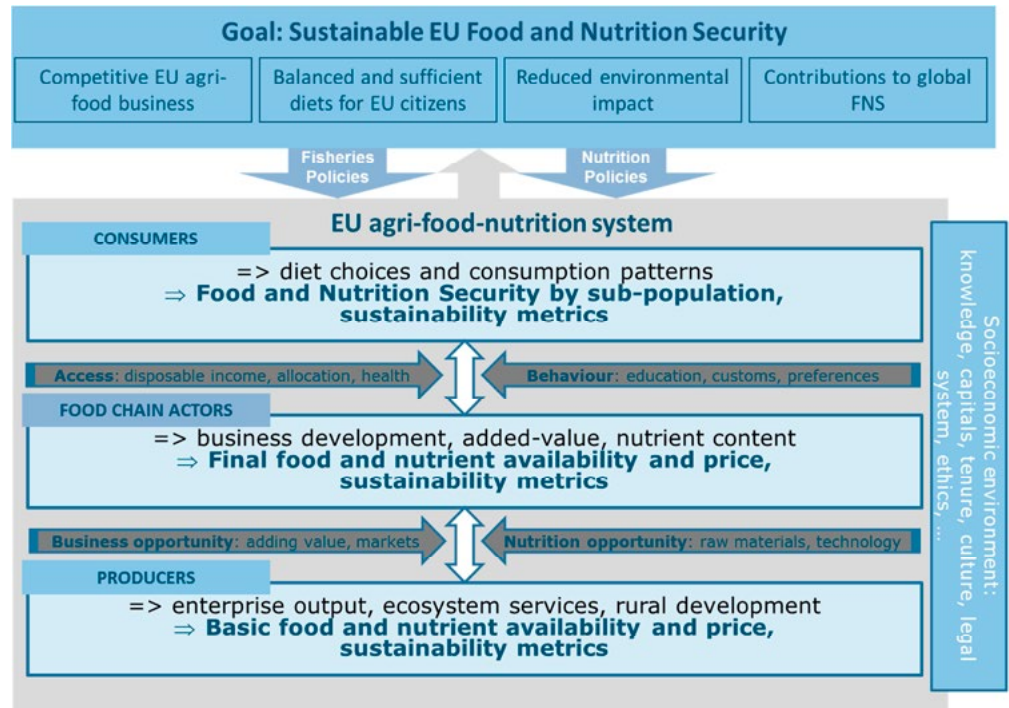 Goal: Sustainable EU Food and Nutrition Security
Competitive EU agri-
food business
Balanced and sufficient
diets for EU citizens
Reduced environmental
impact
Contributions to global
FNS
Fisheries
Policies
Nutrition
Policies
EU agri-food-nutrition system
CONSUMERS
=> diet choices and consumption patterns
⇒ Food and Nutrition Security by sub-population,
sustainability metrics
Access: disposable income, allocation, health
Behaviour: education, customs, preferences
FOOD CHAIN ACTORS
=> business development, added-value, nutrient content
⇒ Final food and nutrient availability and price,
sustainability metrics
Business opportunity: adding value, markets
Nutrition opportunity: raw materials, technology
PRODUCERS
=> enterprise output, ecosystem services, rural development
⇒ Basic food and nutrient availability and price,
sustainability metrics
Socioeconomic environment:
knowledge, capitals, tenure, culture, legal
system, ethics, ...